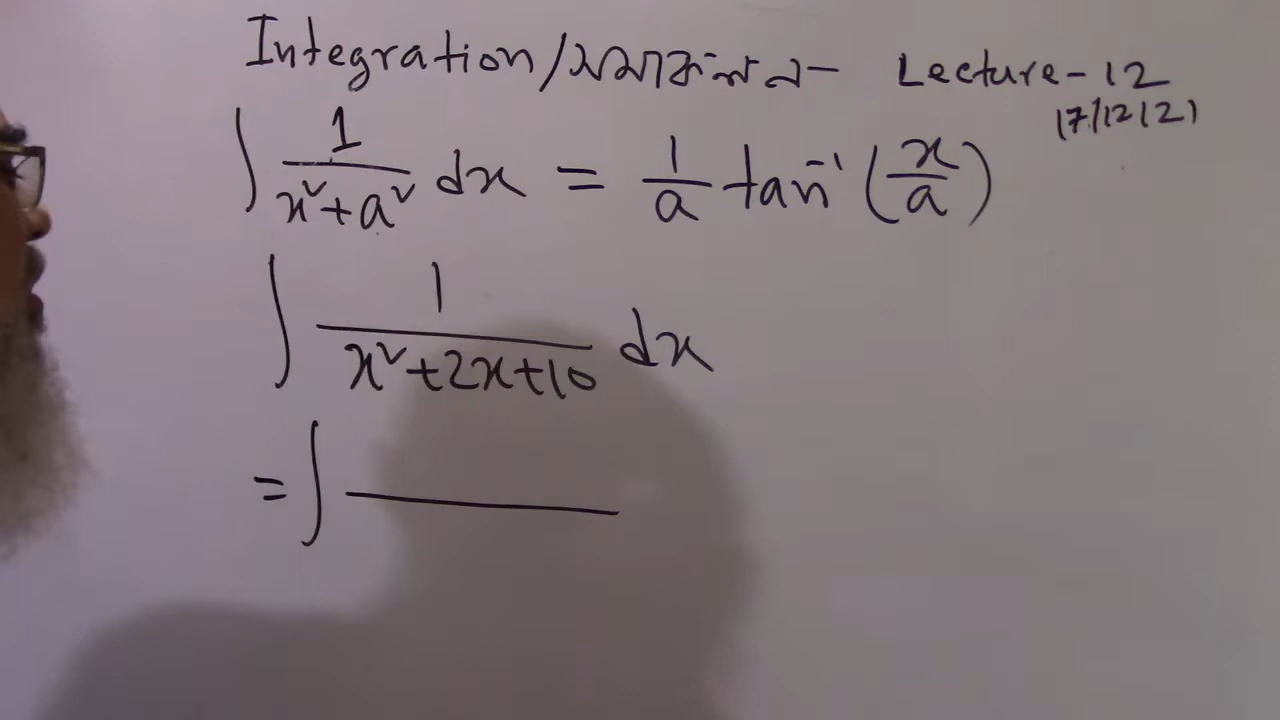 Integration/সমাকলন - Lecture-12
17/12/21
∫ 1/(x²+a²) dx = 1/a tan⁻¹(x/a)
∫ 1/(x²+2x+10) dx
= ∫